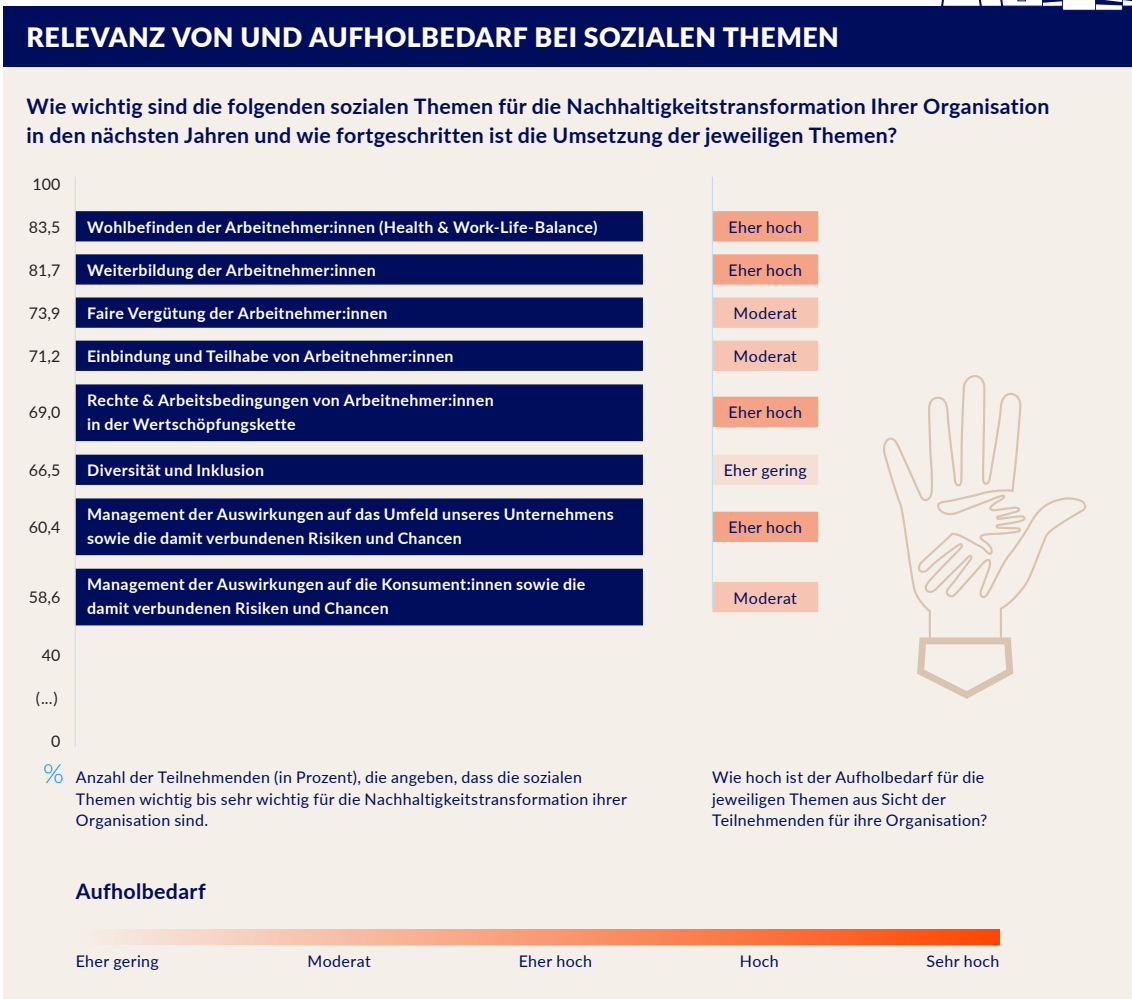 RELEVANZ VON UND AUFHOLBEDARF BEI SOZIALEN THEMEN
Wie wichtig sind die folgenden sozialen Themen für die Nachhaltigkeitstransformation Ihrer Organisation
in den nächsten Jahren und wie fortgeschritten ist die Umsetzung der jeweiligen Themen?
100
83,5 Wohlbefinden der Arbeitnehmer:innen (Health & Work-Life-Balance) Eher hoch
81,7 Weiterbildung der Arbeitnehmer:innen Eher hoch
73,9 Faire Vergütung der Arbeitnehmer:innen Moderat
71,2 Einbindung und Teilhabe von Arbeitnehmer:innen Moderat
69,0 Rechte & Arbeitsbedingungen von Arbeitnehmer:innen
in der Wertschöpfungskette Eher hoch
66,5 Diversität und Inklusion Eher gering
60,4 Management der Auswirkungen auf das Umfeld unseres Unternehmens
sowie die damit verbundenen Risiken und Chancen Eher hoch
58,6 Management der Auswirkungen auf die Konsument:innen sowie die
damit verbundenen Risiken und Chancen Moderat
40
(...)
0
% Anzahl der Teilnehmenden (in Prozent), die angeben, dass die sozialen
Themen wichtig bis sehr wichtig für die Nachhaltigkeitstransformation ihrer
Organisation sind.
Wie hoch ist der Aufholbedarf für die
jeweiligen Themen aus Sicht der
Teilnehmenden für ihre Organisation?
Aufholbedarf
Eher gering Moderat Eher hoch Hoch Sehr hoch